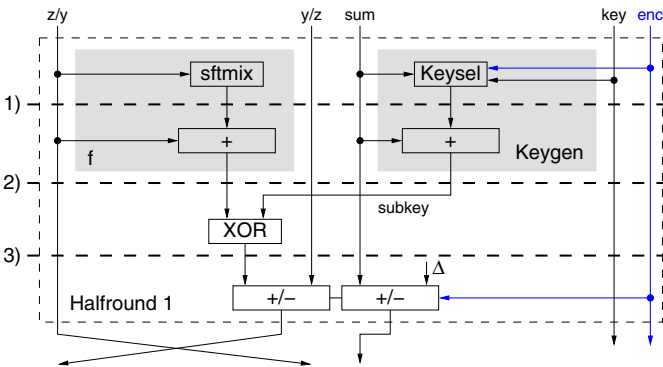 z/y y/z sum key enc
sftmix Keysel
1)
+ +
f Keygen
2)
subkey
XOR
3)
Δ
Halfround 1 +/− +/−